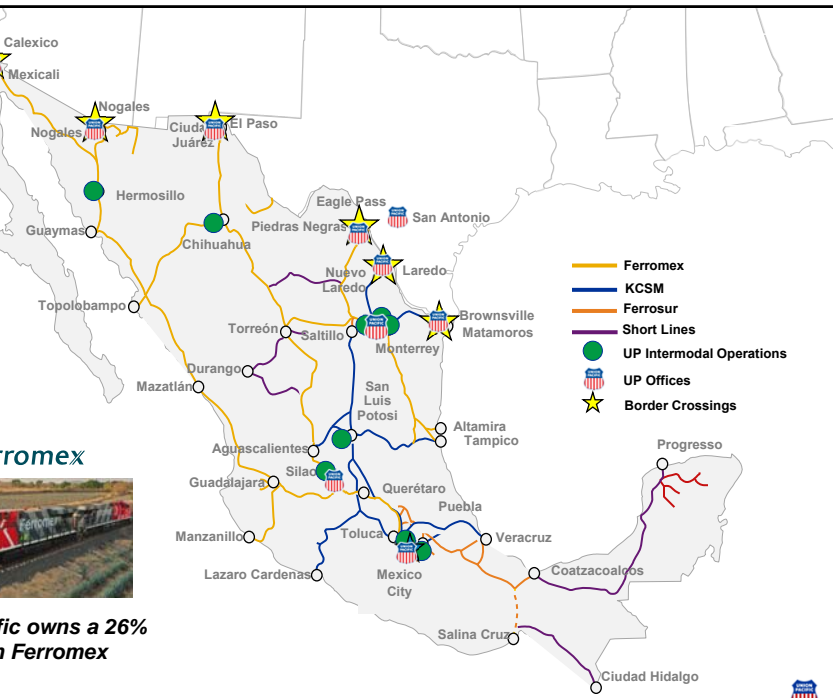 Calexico
Mexicali
Nogales
Nogales
El Paso
Juárez
Hermosillo
Eagle Pass
San Antonio
Piedras Negras
Guaymas
Chihuahua
Nuevo
Laredo
Laredo
Topolobampo
Brownsville
Matamoros
Torreón
Saltillo
Monterrey
Durango
Mazatlán
San
Luis
Potosi
Altamira
Tampico
Aguascalientes
Silao
Guadalajara
Querétaro
Puebla
Progresso
Manzanillo
Toluca
Veracruz
Lazaro Cardenas
Mexico
City
Coatzacoalcos
Salina Cruz
Ciudad Hidalgo
Ferromex
KCSM
Ferrosur
Short Lines
UP Intermodal Operations
UP Offices
Border Crossings
Ferromex
owns a 26%
Ferromex
UNION
PACIFIC